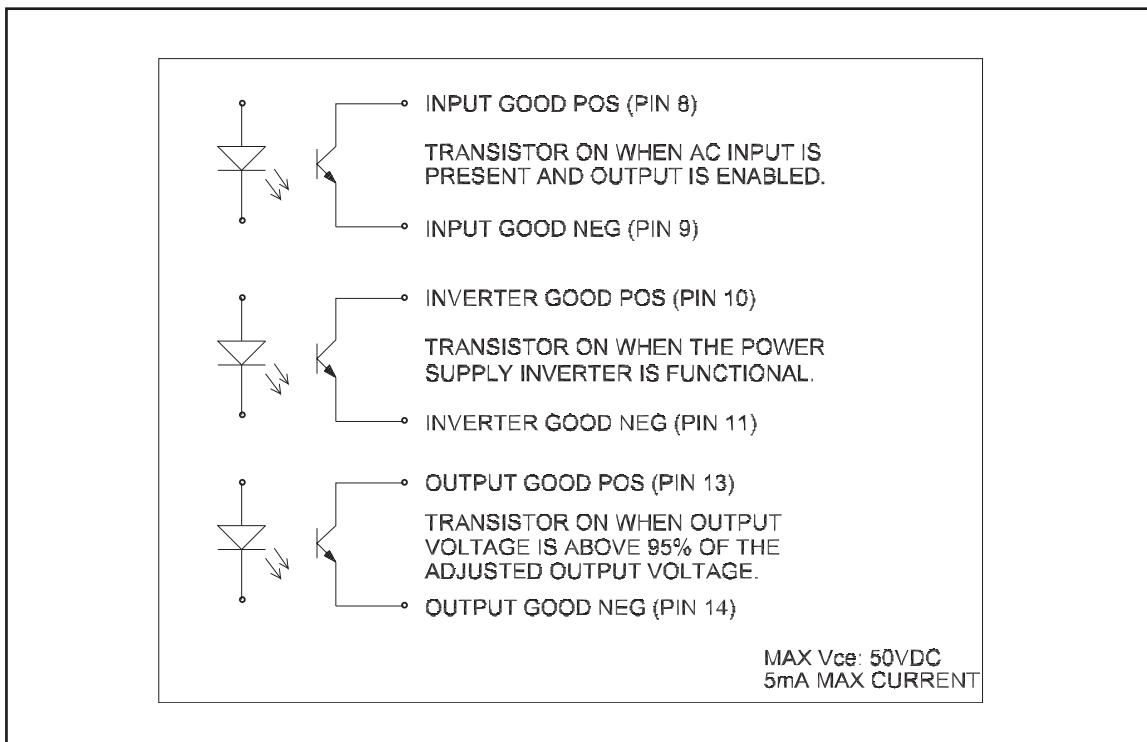 INPUT GOOD POS (PIN 8)
TRANSISTOR ON WHEN AC INPUT IS
PRESENT AND OUTPUT IS ENABLED.
INPUT GOOD NEG (PIN 9)
INVERTER GOOD POS (PIN 10)
TRANSISTOR ON WHEN THE POWER
SUPPLY INVERTER IS FUNCTIONAL.
INVERTER GOOD NEG (PIN 11)
OUTPUT GOOD POS (PIN 13)
TRANSISTOR ON WHEN OUTPUT
VOLTAGE IS ABOVE 95% OF THE
ADJUSTED OUTPUT VOLTAGE.
OUTPUT GOOD NEG (PIN 14)
MAX Vce: 50VDC
5mA MAX CURRENT